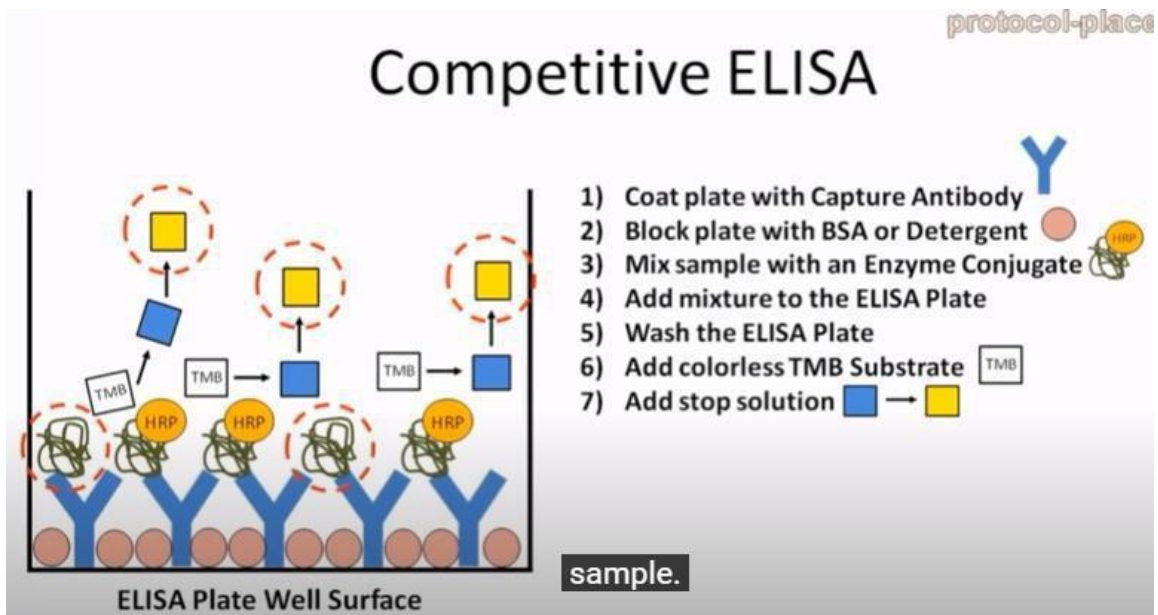 protocol-place
Competitive ELISA
1) Coat plate with Capture Antibody
2) Block plate with BSA or Detergent
HRP
3) Mix sample with an Enzyme Conjugate
4) Add mixture to the ELISA Plate
5) Wash the ELISA Plate
6) Add colorless TMB Substrate TMB
7) Add stop solution
TMB TMB TMB
HRP HRP HRP
sample.
ELISA Plate Well Surface